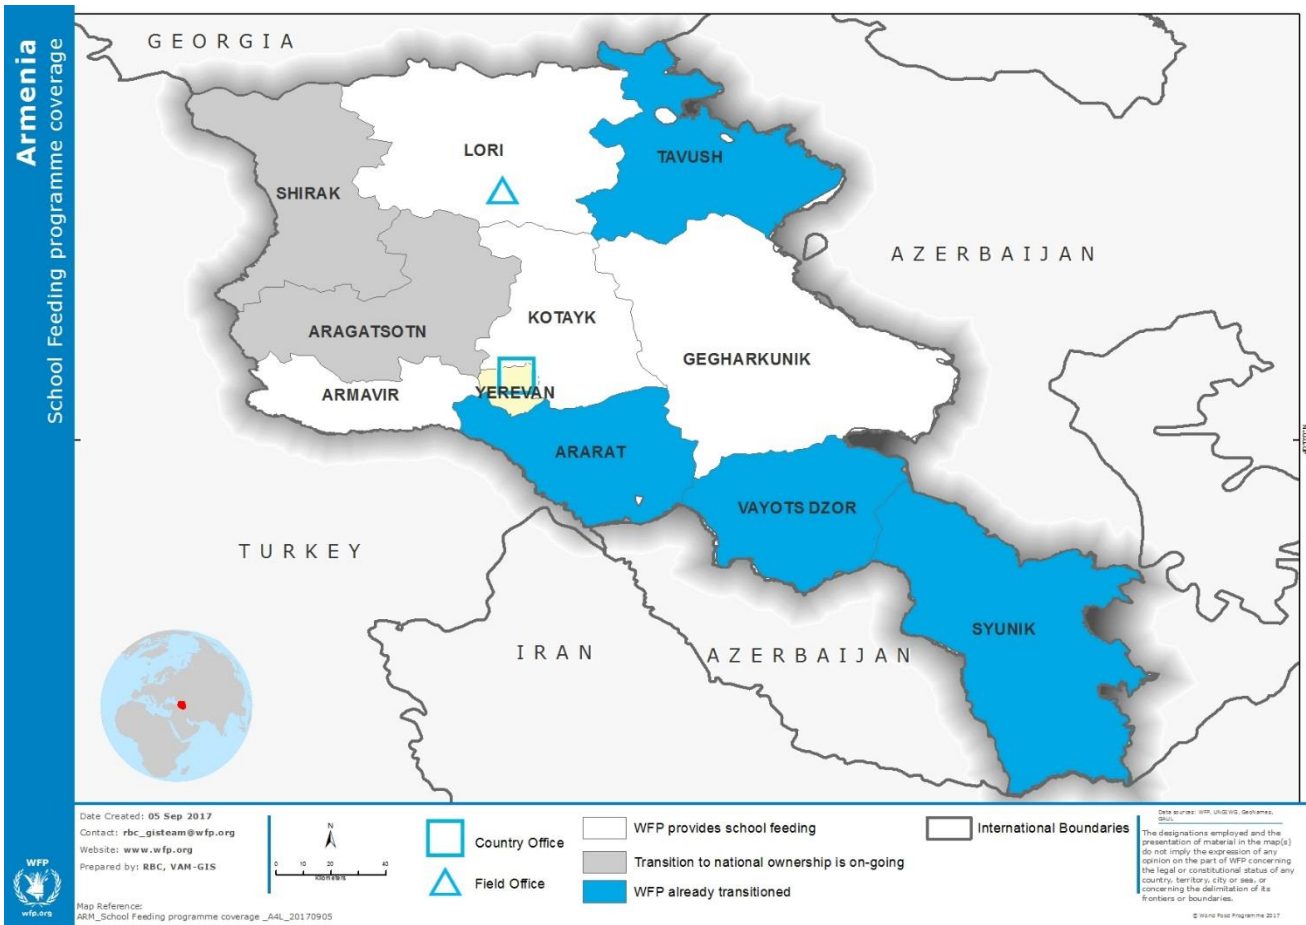 Armenia
School Feeding programme coverage
GEORGIA
LORI
TAVUSH
SHIRAK
AZERBAIJAN
KOTAYK
ARAGATSOTN
GEGHARKUNIK
ARMAVIR
YEREVAN
ARARAT
VAYOTS DZOR
TURKEY
SYUNIK
IRAN
AZERBAIJAN
Date Created: 05 Sep 2017
Contact: rbc_gisteam@wfp.org
Website: www.wfp.org
Prepared by: RBC, VAM-GIS
Map Reference:
ARM_School Feeding programme coverage _A4L_20170905
N
0 10 20 40
Kilometers
Country Office
Field Office
WFP provides school feeding
Transition to national ownership is on-going
WFP already transitioned
International Boundaries
Data sources: WFP, UNGIWG, GeoNames,
GAUL
The designations employed and the
presentation of material in the map(s)
do not imply the expression of any
opinion on the part of WFP concerning
the legal or constitutional status of any
country, territory, city or sea, or
concerning the delimitation of its
frontiers or boundaries.
© World Food Programme 2017
WFP
wfp.org